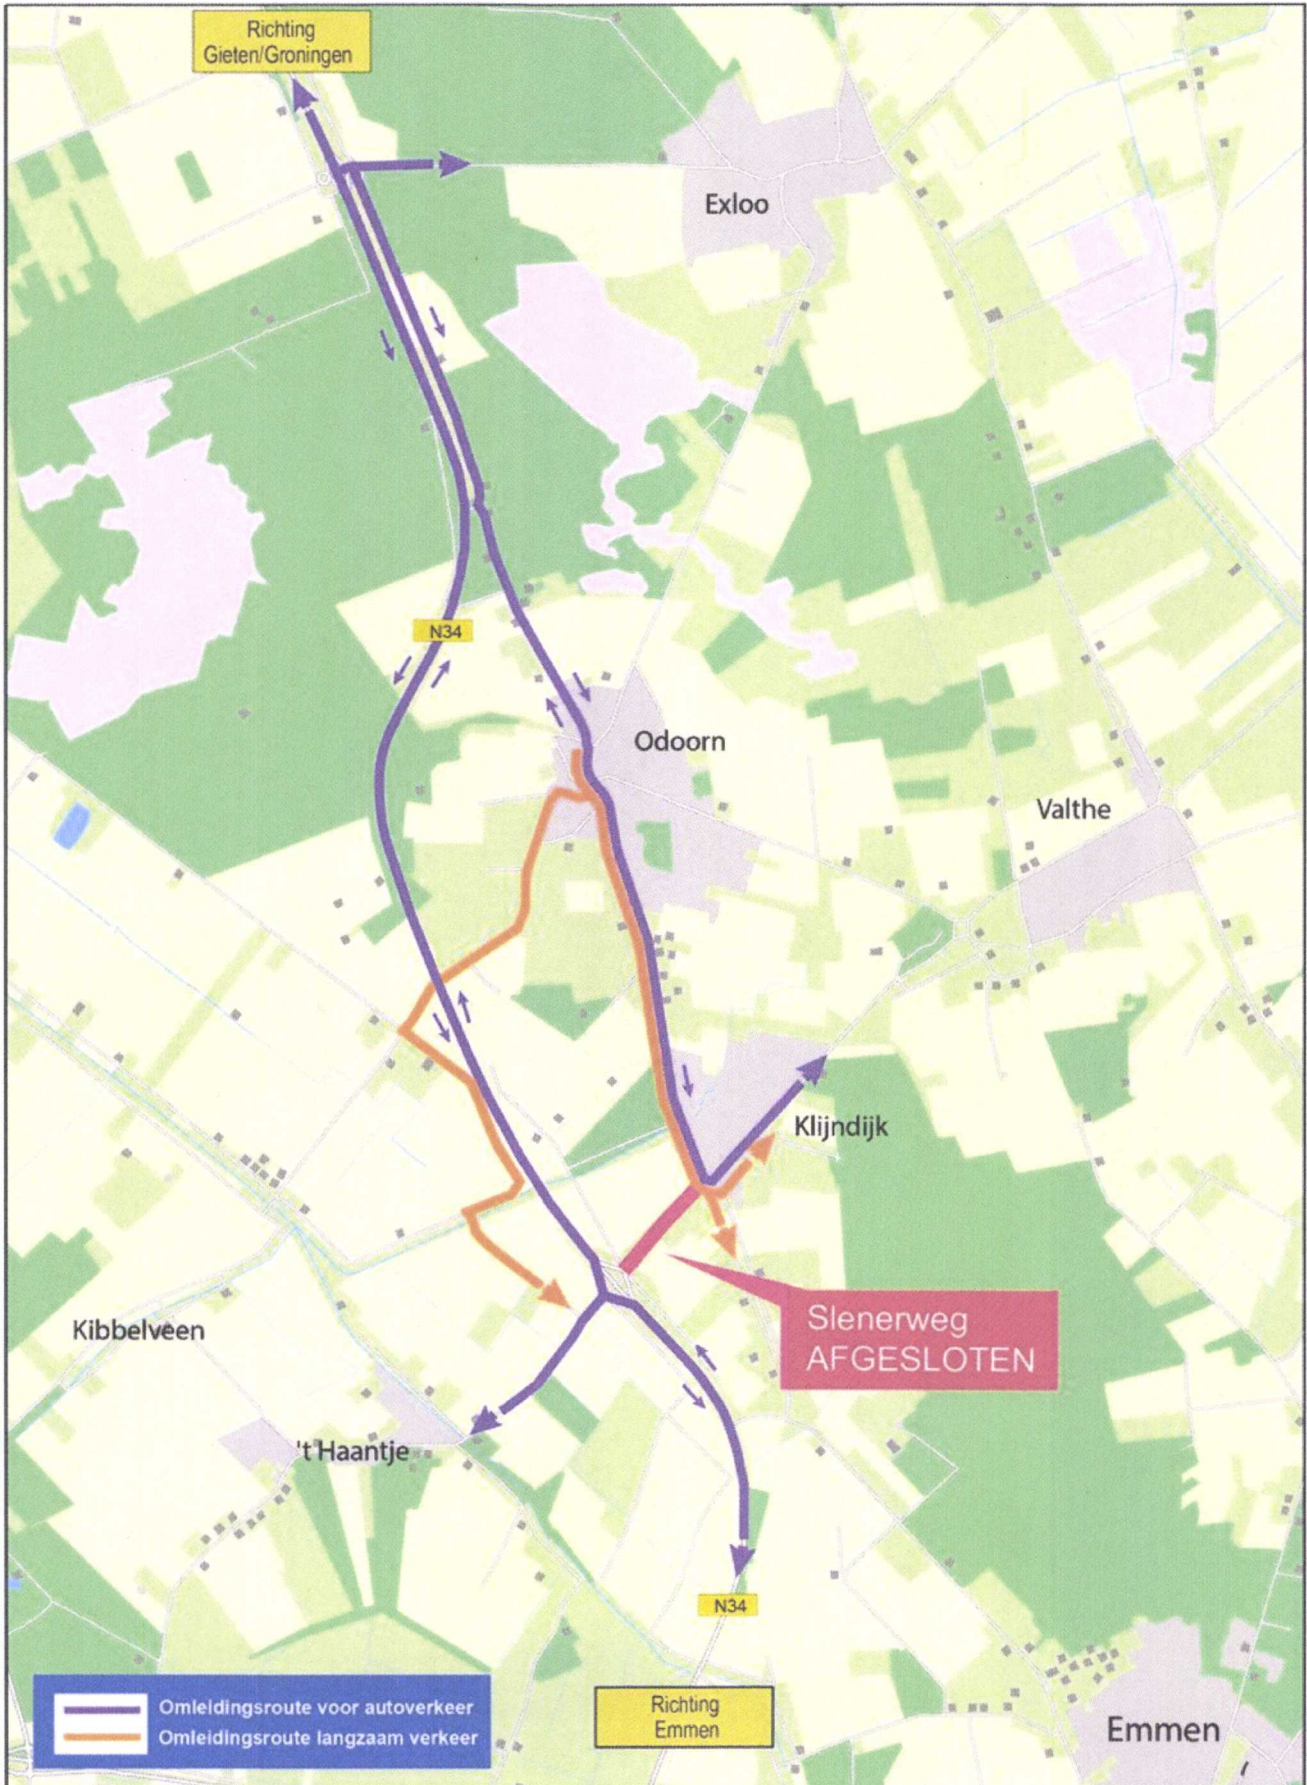 Richting
Gieten/Groningen
Exloo
N34
Odoorn
Valthe
Klijndijk
Slenerweg
AFGESLOTEN
Kibbelveen
't Haantje
N34
Omleidingsroute voor autoverkeer
Omleidingsroute langzaam verkeer
Richting
Emmen
Emmen